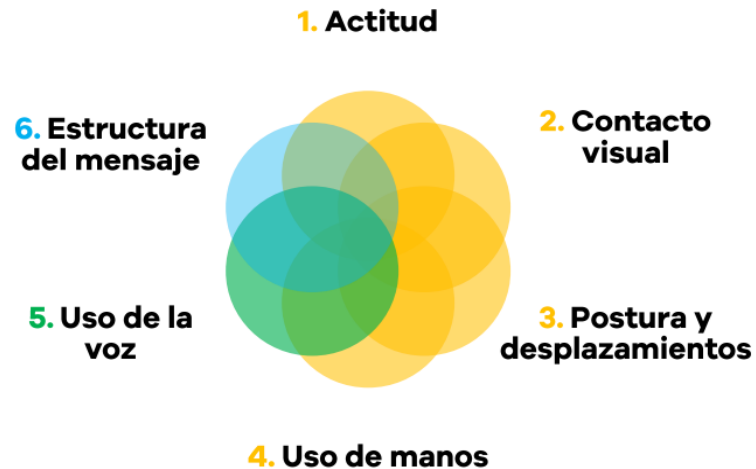 1. Actitud
2. Contacto
visual
3. Postura y
desplazamientos
4. Uso de manos
5. Uso de la
voz
6. Estructura
del mensaje